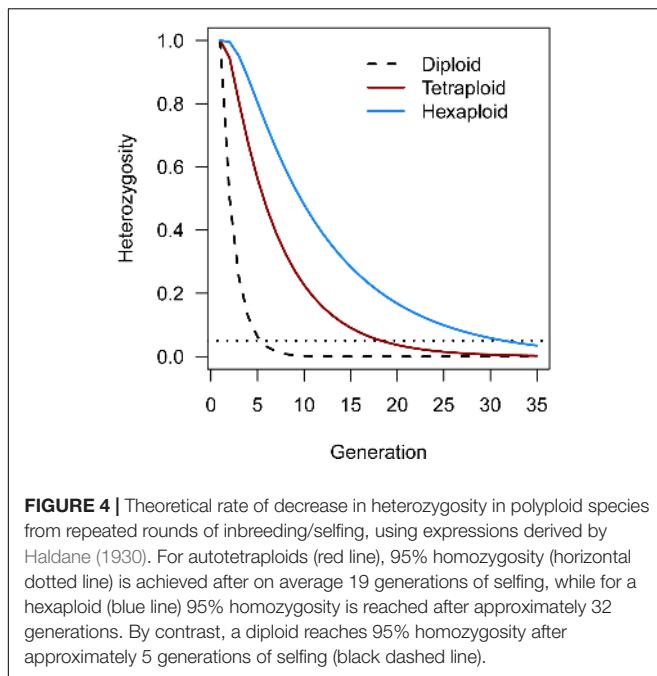 1.0
0.8
0.6
0.4
0.2
0.0
Heterozygosity
Diploid
Tetraploid
Hexaploid
0 5 10 15 20 25 30 35
Generation
FIGURE 4 | Theoretical rate of decrease in heterozygosity in polyploid species
from repeated rounds of inbreeding/selfing, using expressions derived by
Haldane (1930). For autotetraploids (red line), 95% homozygosity (horizontal
dotted line) is achieved after on average 19 generations of selfing, while for a
hexaploid (blue line) 95% homozygosity is reached after approximately 32
generations. By contrast, a diploid reaches 95% homozygosity after
approximately 5 generations of selfing (black dashed line).